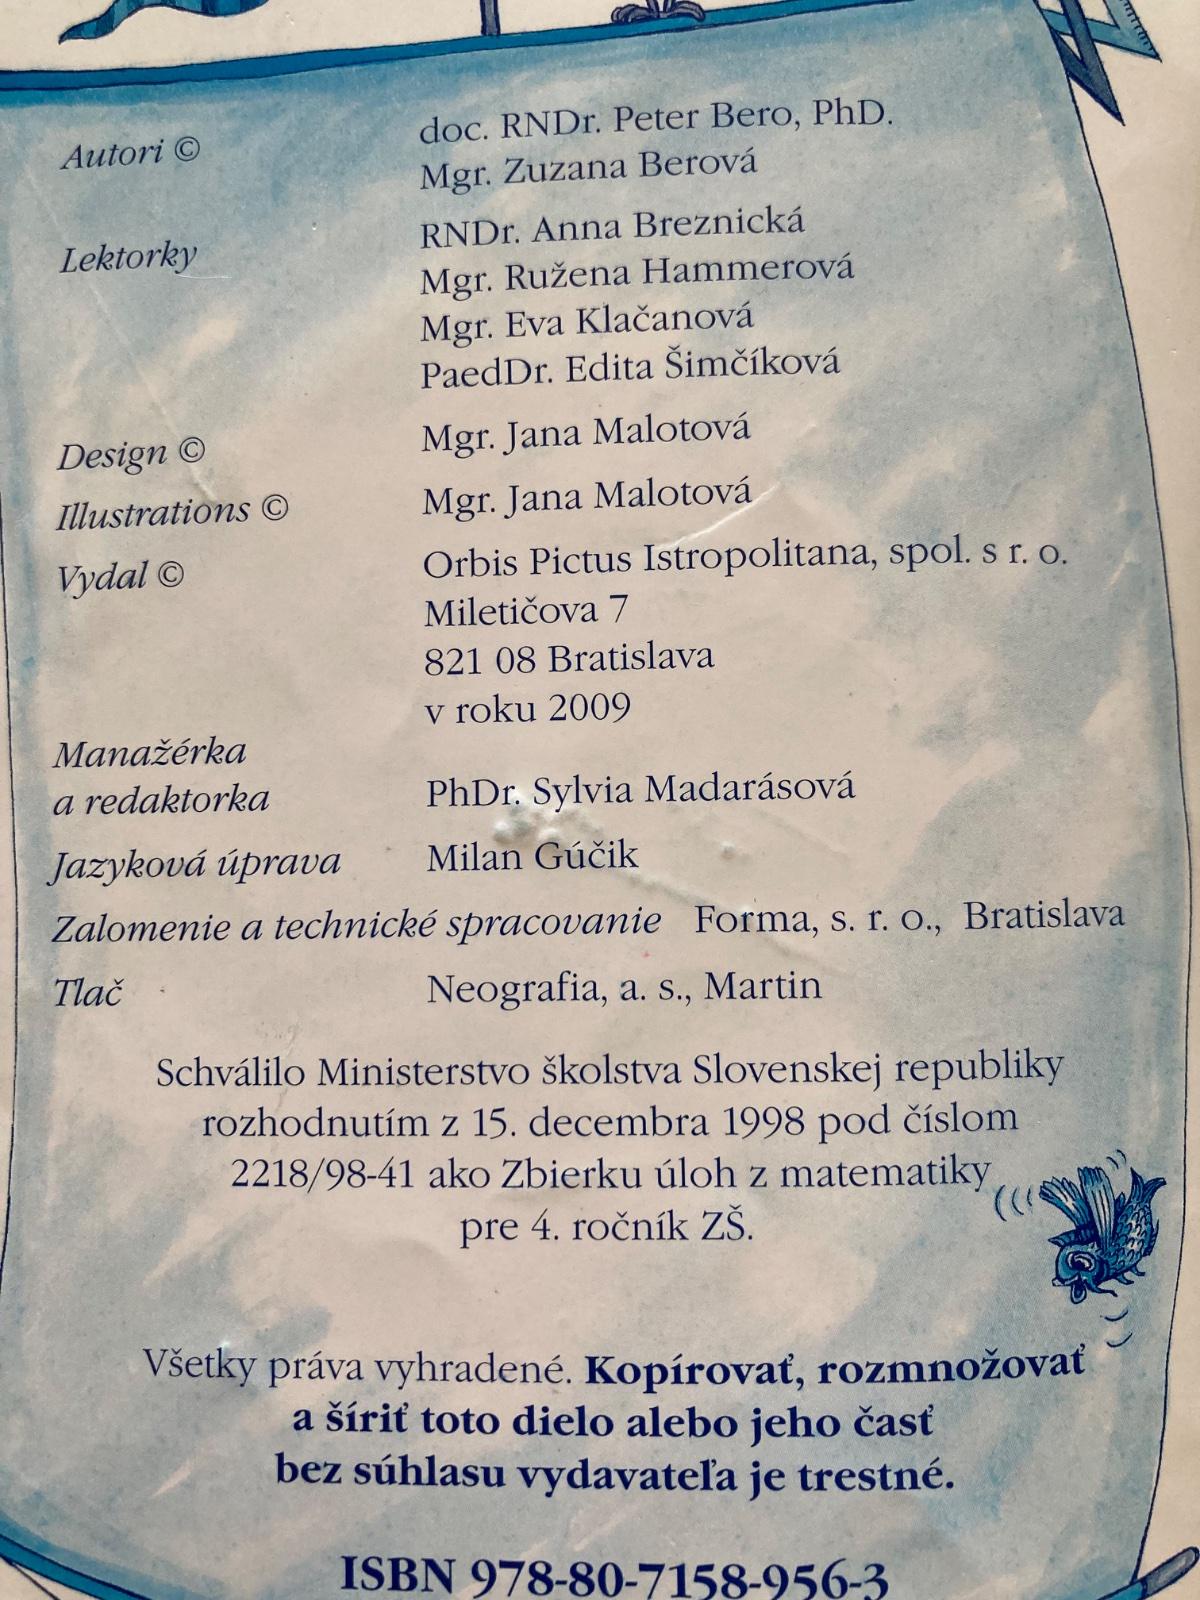 Autori © doc. RNDr. Peter Bero, PhD.
Mgr. Zuzana Berová
Lektorky RNDr. Anna Breznická
Mgr. Ružena Hammerová
Mgr. Eva Klačanová
PaedDr. Edita Šimčíková
Design © Mgr. Jana Malotová
Illustrations © Mgr. Jana Malotová
Vydal © Orbis Pictus Istropolitana, spol. s r. o.
Miletičova 7
821 08 Bratislava
v roku 2009
Manažérka
a redaktorka PhDr. Sylvia Madarásová
Jazyková úprava Milan Gúčik
Zalomenie a technické spracovanie Forma, s. r. o., Bratislava
Tlač Neografia, a. s., Martin
Schválilo Ministerstvo školstva Slovenskej republiky
rozhodnutím z 15. decembra 1998 pod číslom
2218/98-41 ako Zbierku úloh z matematiky
pre 4. ročník ZŠ.
Všetky práva vyhradené. Kopírovať, rozmnožovať
a šíriť toto dielo alebo jeho časť
bez súhlasu vydavateľa je trestné.
ISBN 978-80-7158-956-3